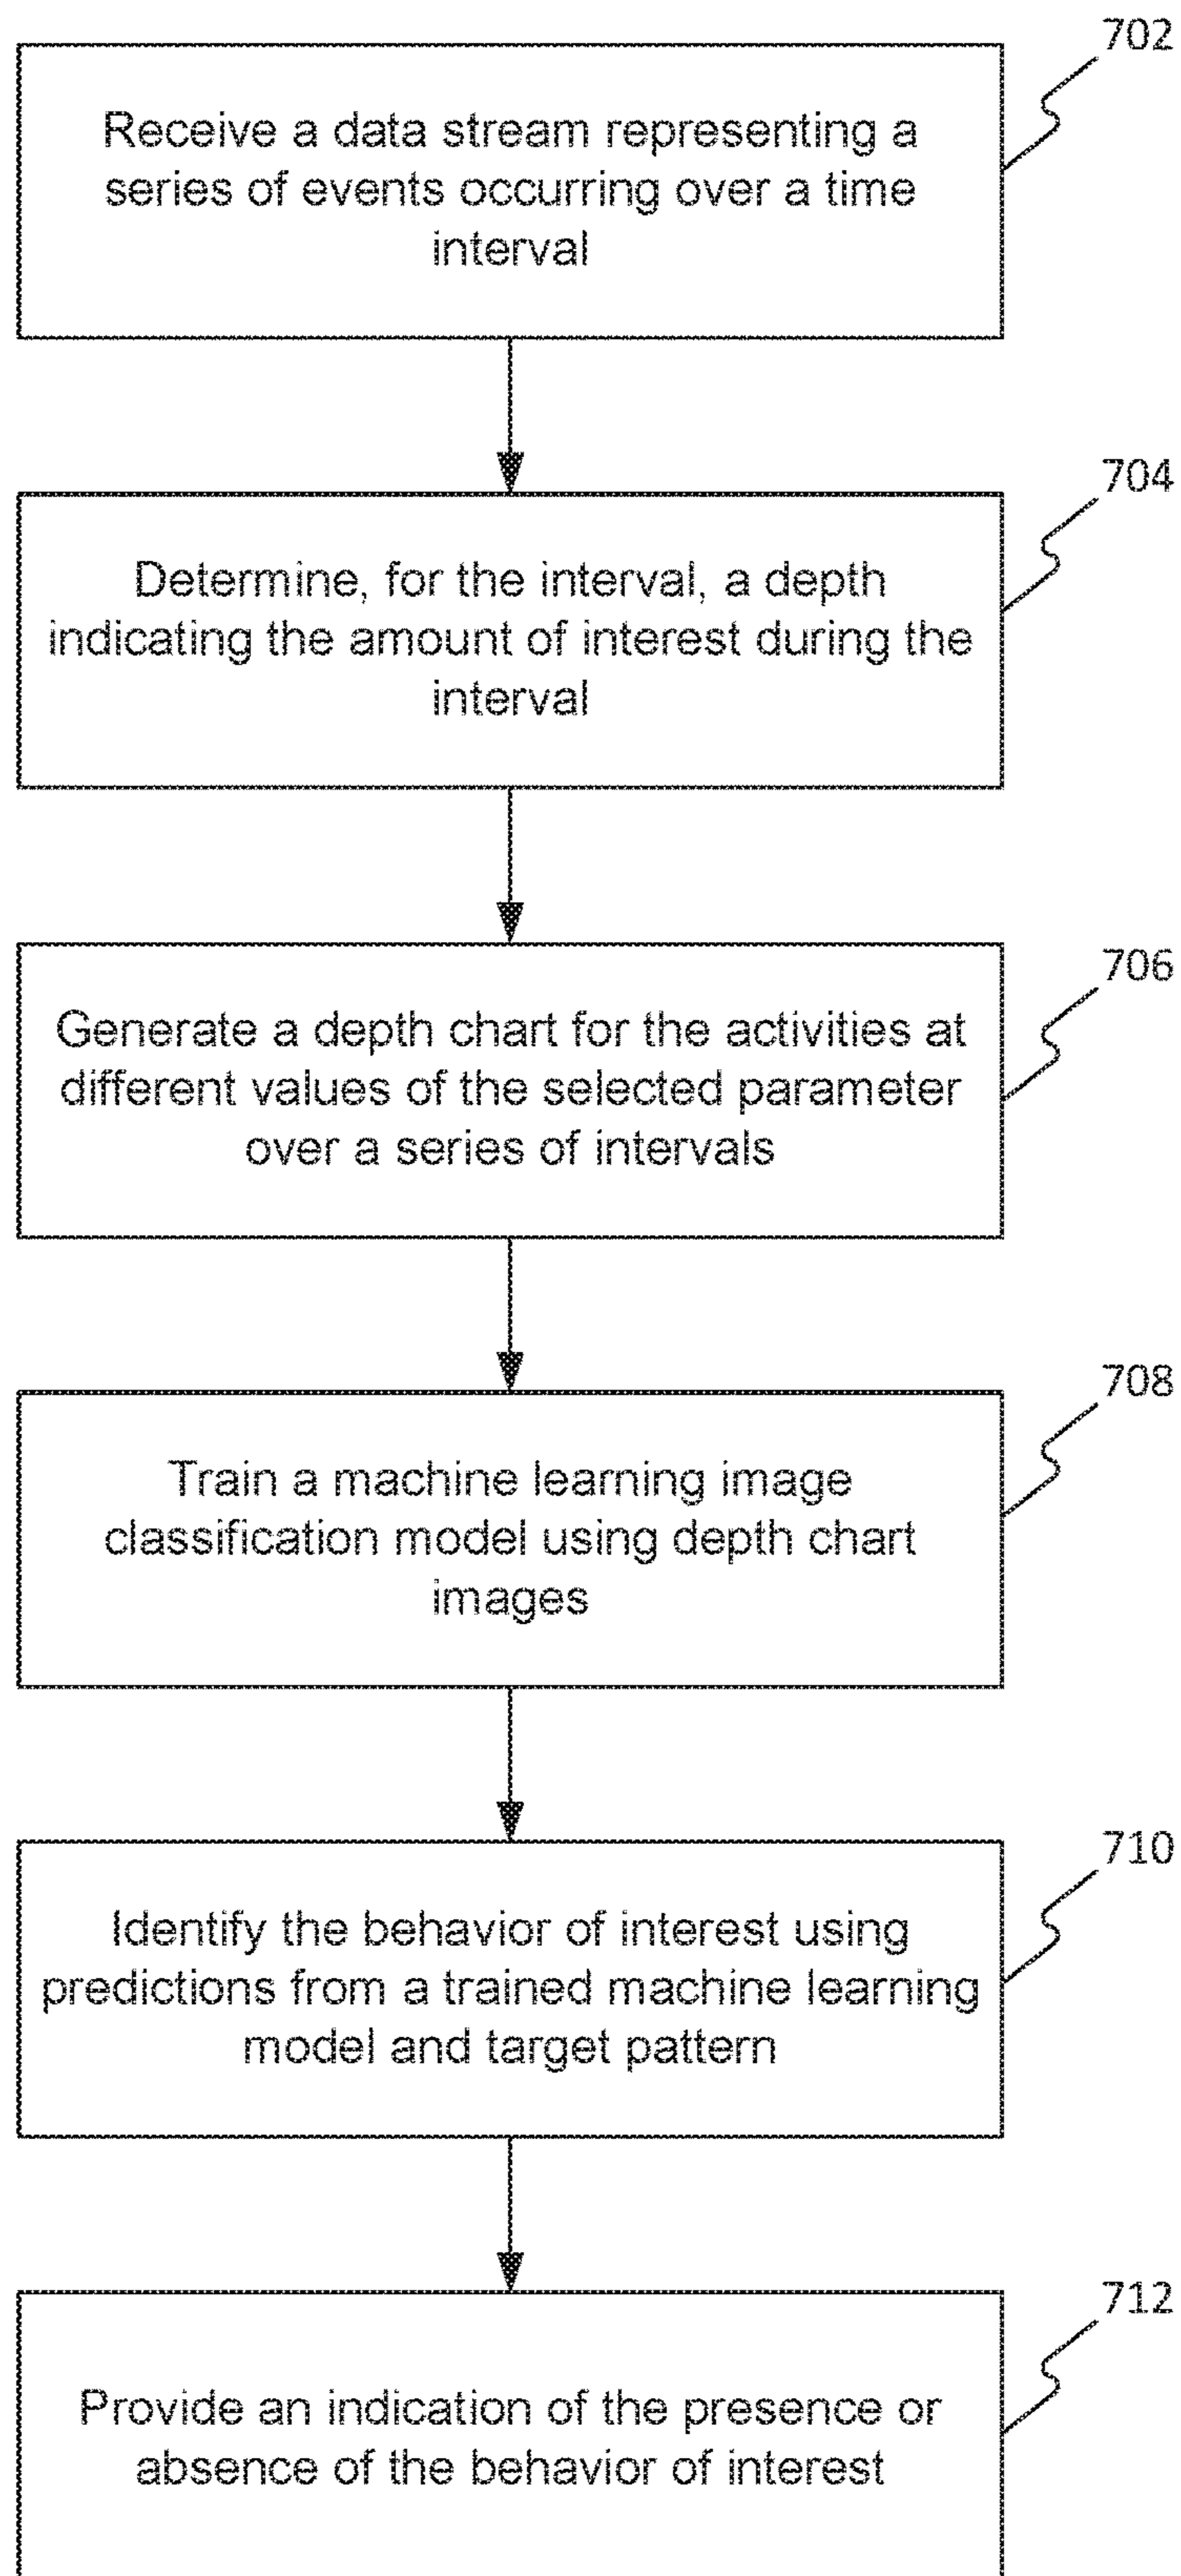 702
Receive a data stream representing a
series of events occurring over a time
interval
704
Determine, for the interval, a depth
indicating the amount of interest during the
interval
706
Generate a depth chart for the activities at
different values of the selected parameter
over a series of intervals
708
Train a machine learning image
classification model using depth chart
images
710
Identify the behavior of interest using
predictions from a trained machine learning
model and target pattern
712
Provide an indication of the presence or
absence of the behavior of interest